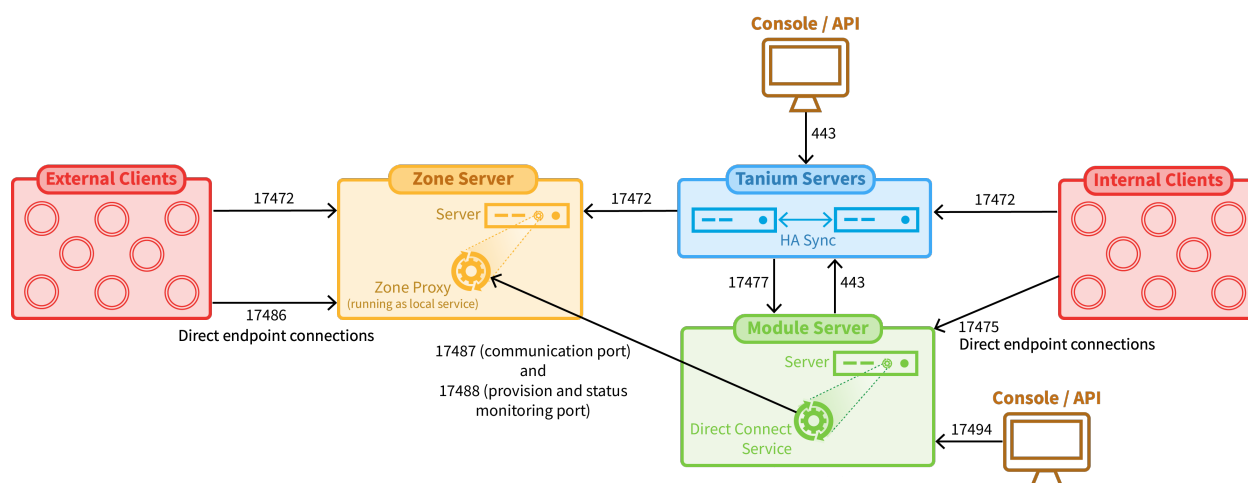 Console / API
443
External Clients
Zone Server
Tanium Servers
Internal Clients
17472
Server
17472
HA Sync
17472
Zone Proxy
(running as local service)
17486
Direct endpoint connections
17477
443
Module Server
17475
Direct endpoint connections
17487 (communication port)
and
17488 (provision and status
monitoring port)
Server
Direct Connect
Service
Console / API
17494